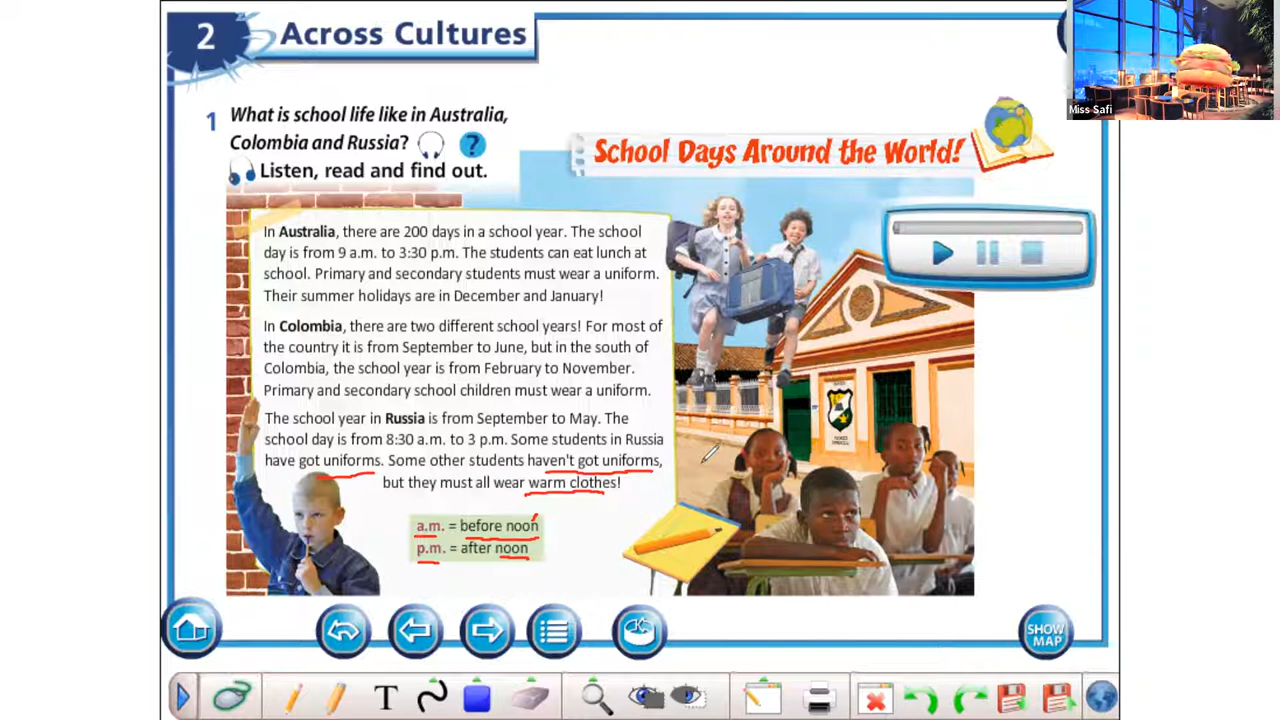 2 Across Cultures
Miss Safi
1 What is school life like in Australia,
Colombia and Russia? ?
Listen, read and find out.
School Days Around the World!
In Australia, there are 200 days in a school year. The school
day is from 9 a.m. to 3:30 p.m. The students can eat lunch at
school. Primary and secondary students must wear a uniform.
Their summer holidays are in December and January!
In Colombia, there are two different school years! For most of
the country it is from September to June, but in the south of
Colombia, the school year is from February to November.
Primary and secondary school children must wear a uniform.
The school year in Russia is from September to May. The
school day is from 8:30 a.m. to 3 p.m. Some students in Russia
have got uniforms. Some other students haven't got uniforms,
but they must all wear warm clothes!
a.m. = before noon
p.m. = after noon
SHOW
MAP
T